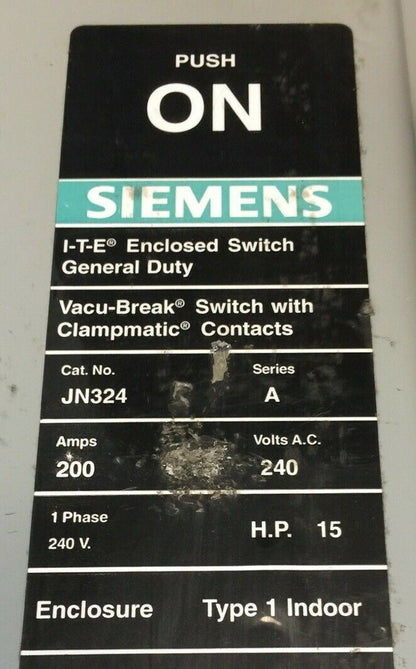 PUSH
ON
SIEMENS
I-T-E® Enclosed Switch
General Duty
Vacu-Break® Switch with
Clampmatic® Contacts
Cat. No. Series
JN324 A
Amps Volts A.C.
200 240
1 Phase
240 V. H.P. 15
Enclosure Type 1 Indoor